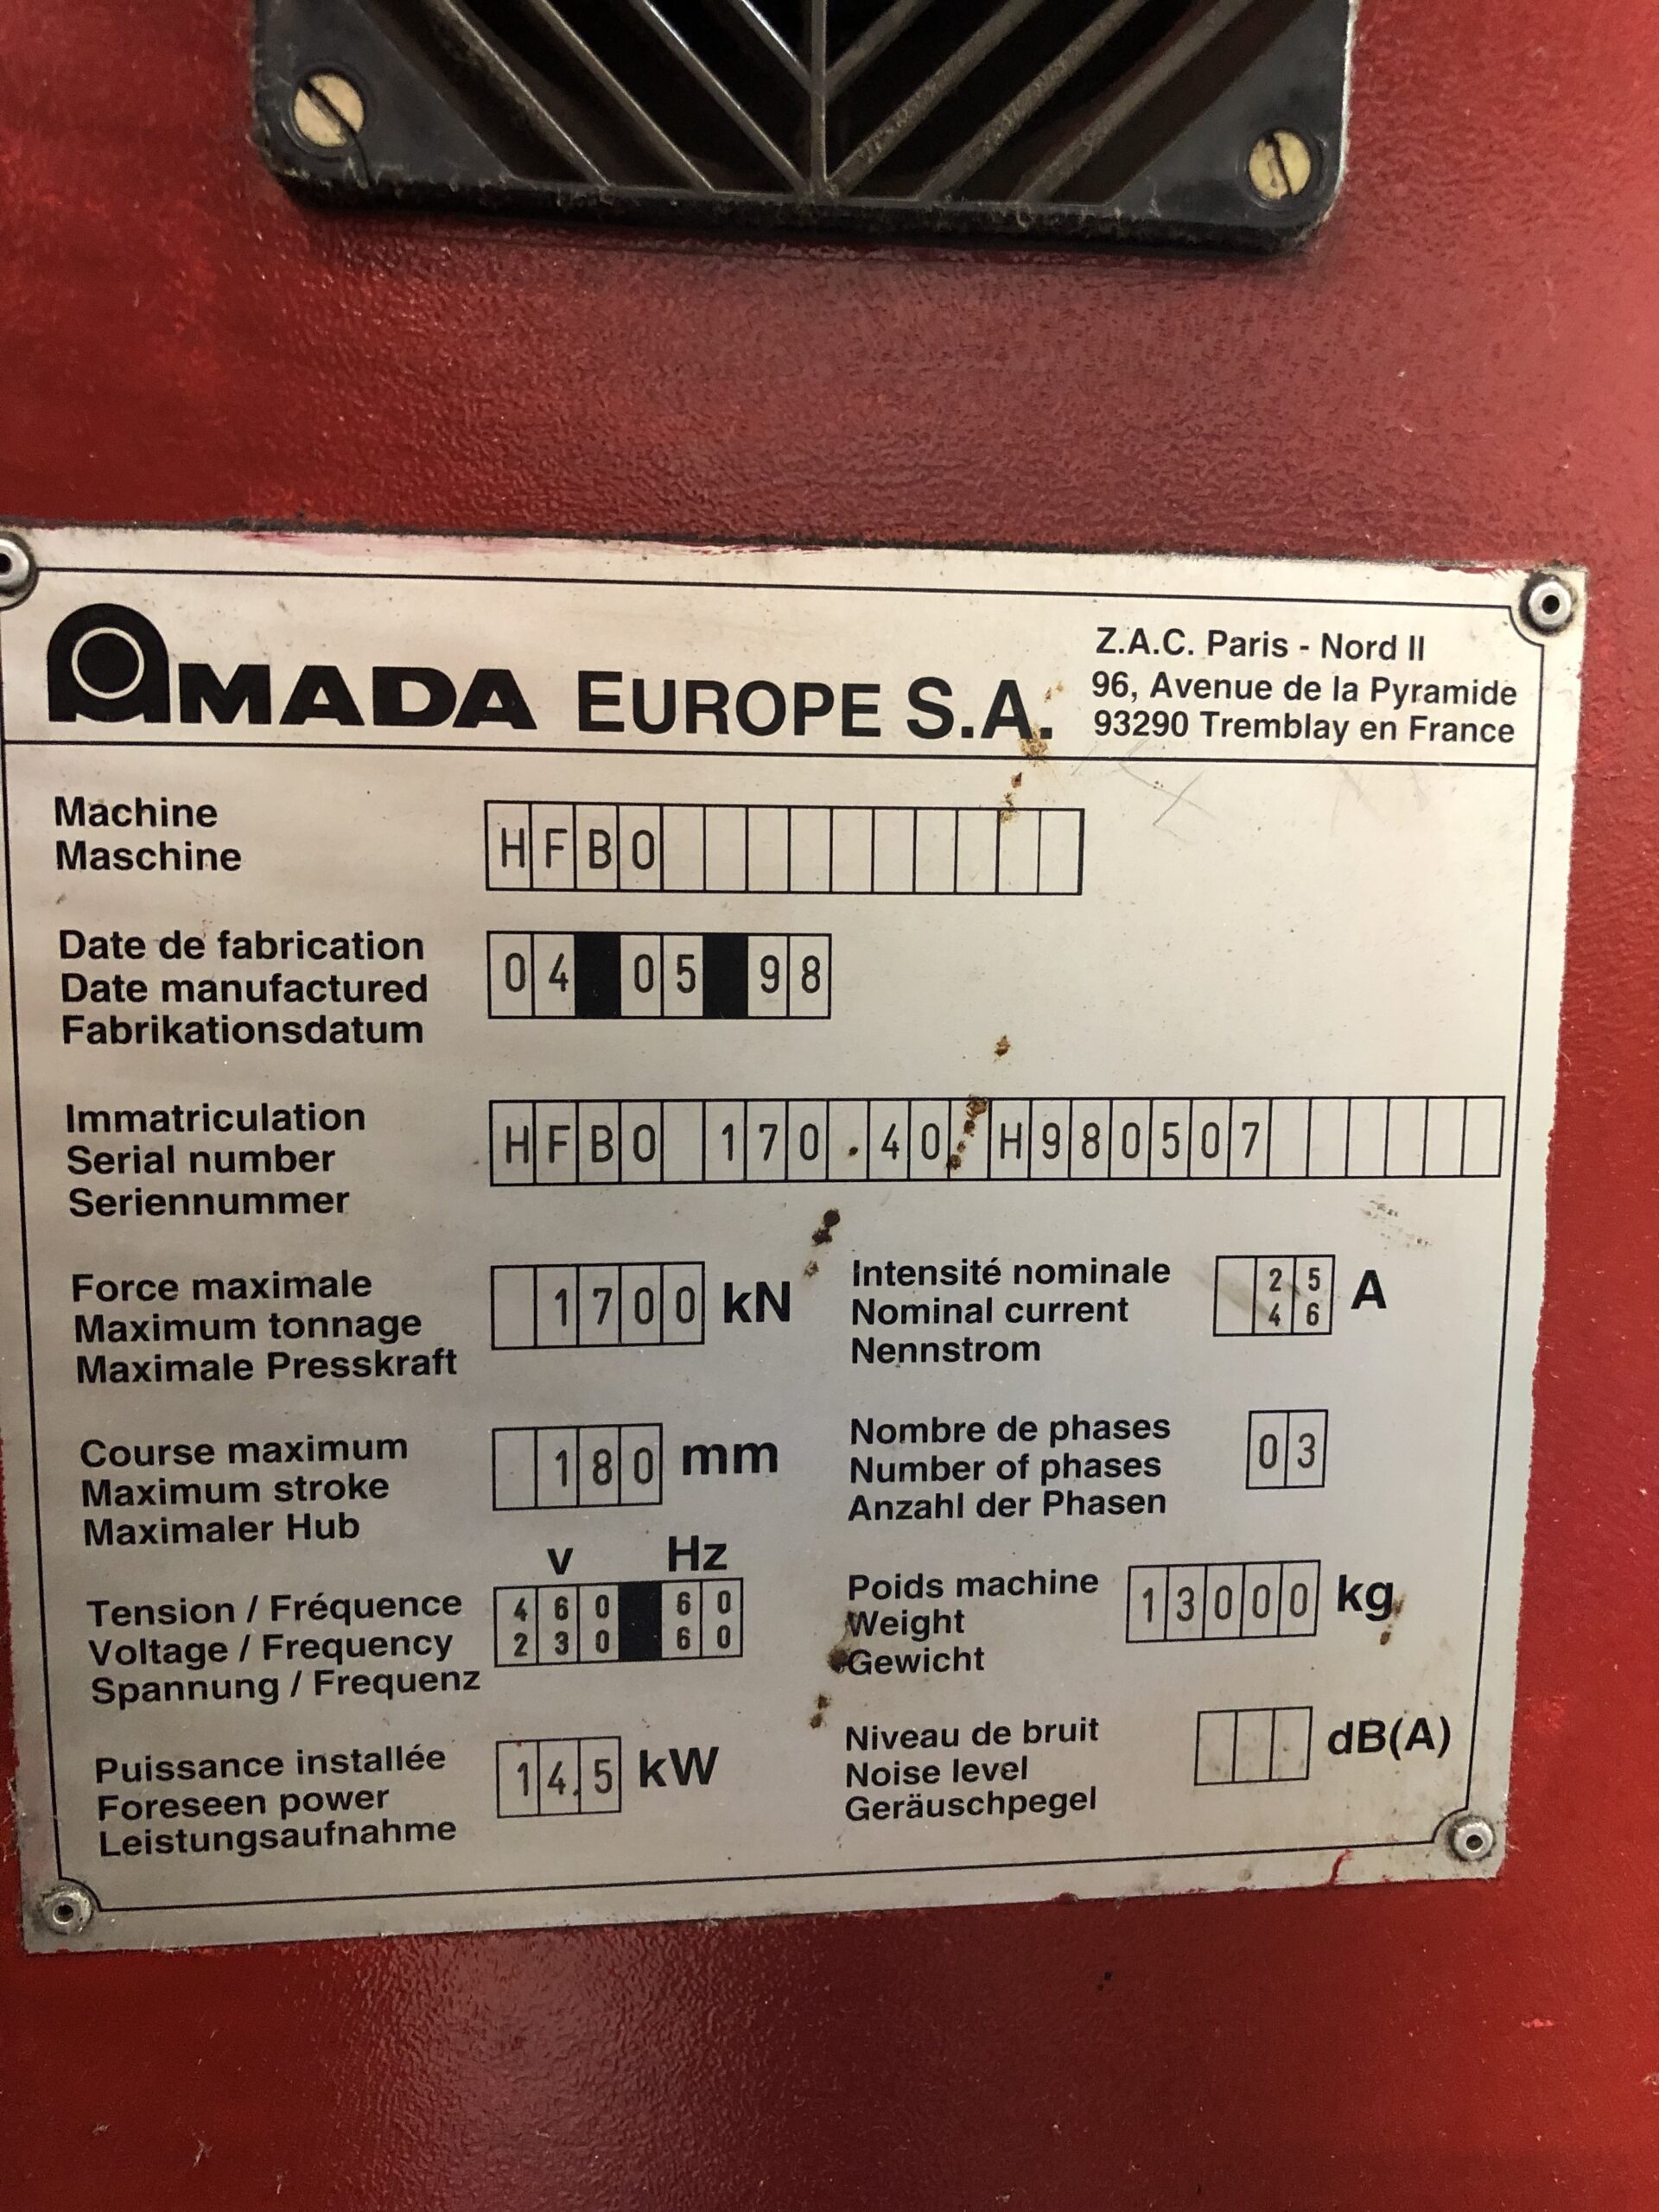 AMADA EUROPE S.A.
Z.A.C. Paris - Nord II
96, Avenue de la Pyramide
93290 Tremblay en France
Machine
Maschine
HFBO
Date de fabrication
Date manufactured
Fabrikationsdatum
04 05 98
Immatriculation
Serial number
Seriennummer
HFBO 170.40 H980507
Force maximale
Maximum tonnage
Maximale Presskraft
1700 kN
Intensité nominale
Nominal current
Nennstrom
25
46
A
Course maximum
Maximum stroke
Maximaler Hub
180 mm
Nombre de phases
Number of phases
Anzahl der Phasen
03
V Hz
Tension / Fréquence
Voltage / Frequency
Spannung / Frequenz
460 60
230 60
Poids machine
Weight
Gewicht
13000 kg
Puissance installée
Foreseen power
Leistungsaufnahme
14,5 kW
Niveau de bruit
Noise level
Geräuschpegel
dB(A)